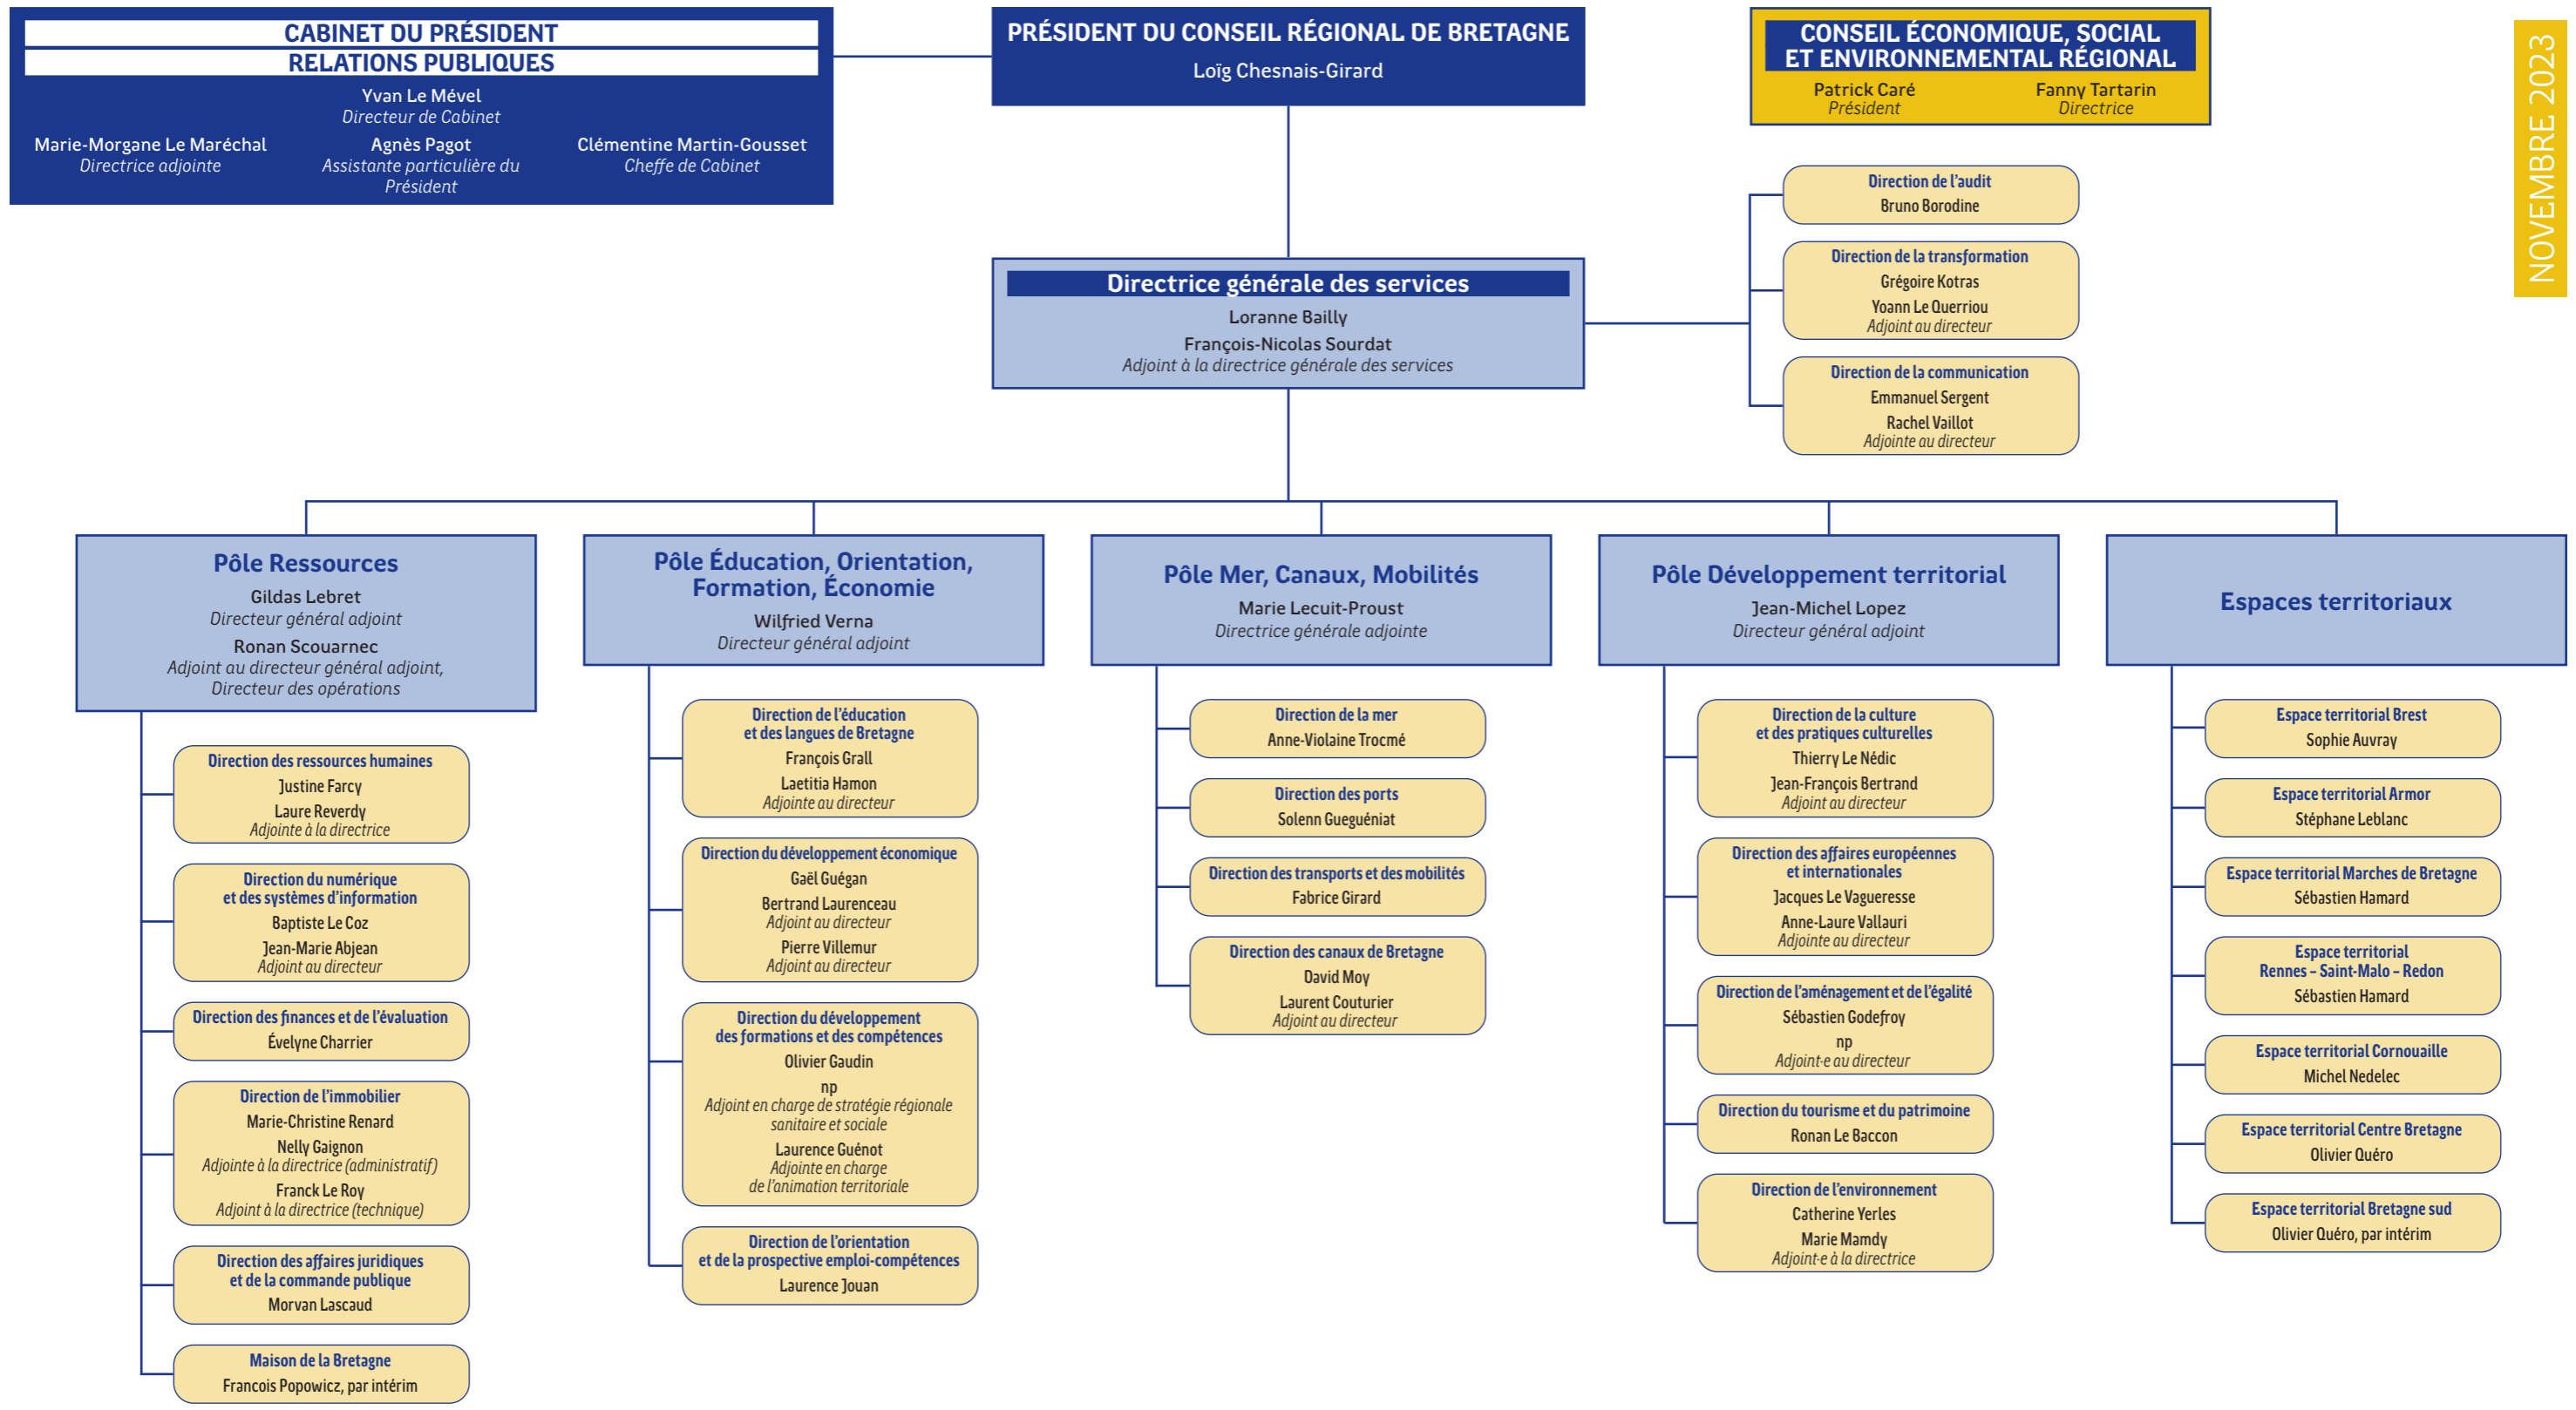 CABINET DU PRÉSIDENT
RELATIONS PUBLIQUES
Yvan Le Mével
Directeur de Cabinet
Marie-Morgane Le Maréchal
Directrice adjointe
Agnès Pagot
Assistante particulière du
Président
Clémentine Martin-Gousset
Cheffe de Cabinet
PRÉSIDENT DU CONSEIL RÉGIONAL DE BRETAGNE
Loïg Chesnais-Girard
CONSEIL ÉCONOMIQUE, SOCIAL
ET ENVIRONNEMENTAL RÉGIONAL
Patrick Caré
Président
Fanny Tartarin
Directrice
NOVEMBRE 2023
Direction de l'audit
Bruno Borodine
Direction de la transformation
Grégoire Kotras
Yoann Le Querriou
Adjoint au directeur
Direction de la communication
Emmanuel Sergent
Rachel Vaillot
Adjointe au directeur
Directrice générale des services
Loranne Bailly
François-Nicolas Sourdat
Adjoint à la directrice générale des services
Pôle Ressources
Gildas Lebret
Directeur général adjoint
Ronan Scouarnec
Adjoint au directeur général adjoint,
Directeur des opérations
Direction des ressources humaines
Justine Farcy
Laure Reverdy
Adjointe à la directrice
Direction du numérique
et des systèmes d'information
Baptiste Le Coz
Jean-Marie Abjean
Adjoint au directeur
Direction des finances et de l'évaluation
Évelyne Charrier
Direction de l'immobilier
Marie-Christine Renard
Nelly Gaignon
Adjointe à la directrice (administratif)
Franck Le Roy
Adjoint à la directrice (technique)
Direction des affaires juridiques
et de la commande publique
Morvan Lascaud
Maison de la Bretagne
Francois Popowicz, par intérim
Pôle Éducation, Orientation,
Formation, Économie
Wilfried Verna
Directeur général adjoint
Direction de l'éducation
et des langues de Bretagne
François Grall
Laetitia Hamon
Adjointe au directeur
Direction du développement économique
Gaël Guégan
Bertrand Laurenceau
Adjoint au directeur
Pierre Villemur
Adjoint au directeur
Direction du développement
des formations et des compétences
Olivier Gaudin
np
Adjoint en charge de stratégie régionale
sanitaire et sociale
Laurence Guénot
Adjointe en charge
de l'animation territoriale
Direction de l'orientation
et de la prospective emploi-compétences
Laurence Jouan
Pôle Mer, Canaux, Mobilités
Marie Lecuit-Proust
Directrice générale adjointe
Direction de la mer
Anne-Violaine Trocmé
Direction des ports
Solenn Gueguéniat
Direction des transports et des mobilités
Fabrice Girard
Direction des canaux de Bretagne
David Moy
Laurent Couturier
Adjoint au directeur
Pôle Développement territorial
Jean-Michel Lopez
Directeur général adjoint
Direction de la culture
et des pratiques culturelles
Thierry Le Nédic
Jean-François Bertrand
Adjoint au directeur
Direction des affaires européennes
et internationales
Jacques Le Vagueresse
Anne-Laure Vallauri
Adjointe au directeur
Direction de l'aménagement et de l'égalité
Sébastien Godefroy
np
Adjoint·e au directeur
Direction du tourisme et du patrimoine
Ronan Le Baccon
Direction de l'environnement
Catherine Yerles
Marie Mamdy
Adjoint·e à la directrice
Espaces territoriaux
Espace territorial Brest
Sophie Auvray
Espace territorial Armor
Stéphane Leblanc
Espace territorial Marches de Bretagne
Sébastien Hamard
Espace territorial
Rennes – Saint-Malo – Redon
Sébastien Hamard
Espace territorial Cornouaille
Michel Nedelec
Espace territorial Centre Bretagne
Olivier Quéro
Espace territorial Bretagne sud
Olivier Quéro, par intérim